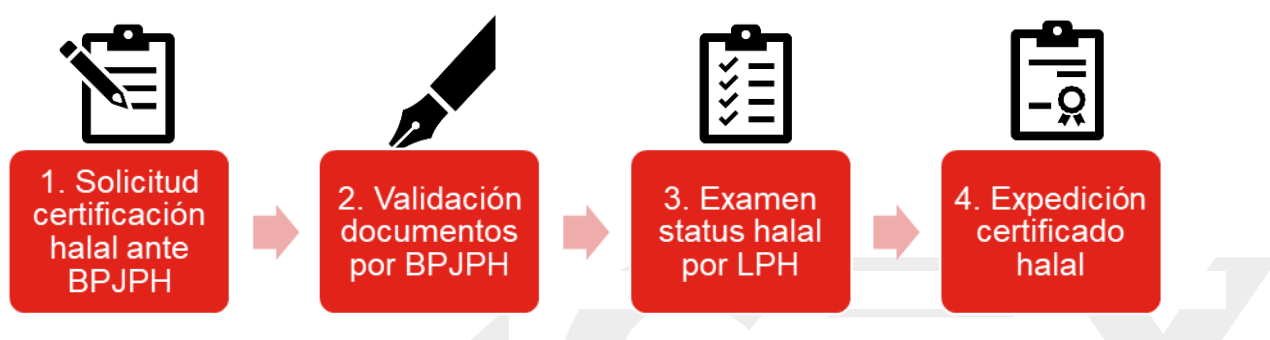 1. Solicitud
certificación
halal ante
BPJPH
2. Validación
documentos
por BPJPH
3. Examen
status halal
por LPH
4. Expedición
certificado
halal